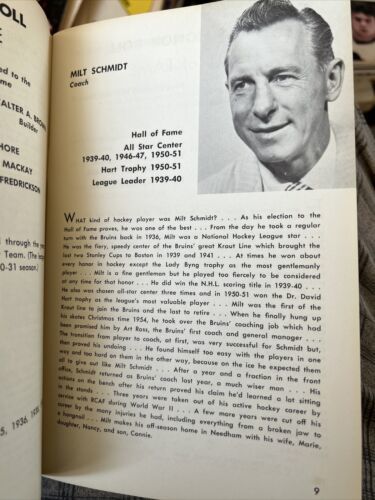 OLL
E
ed to the
me
ALTER A. BROWN
Builder
HORE
MACKAY
FREDRICKSON
through the
Team. (The
0-31 season.)
5, 1936,
MILT SCHMIDT
Coach
Hall of Fame
All Star Center
1939-40, 1946-47, 1950-51
Hart Trophy 1950-51
League Leader 1939-40
WHAT kind of hockey player was Milt Schmidt? . . . As his election to the
Hall of Fame proves, he was one of the best . . . From the day he took a regular
turn with the Bruins back in 1936, Milt was a National Hockey League star . . .
He was the fiery, speedy center of the Bruins' great Kraut Line which brought the
last two Stanley Cups to Boston in 1939 and 1941 . . . At times he won about
every honor in hockey except the Lady Byng trophy as the most gentlemanly
player . . . Milt is a fine gentleman but he played too fiercely to be considered
at any time for that honor . . . He did win the N.H.L. scoring title in 1939-40 . . .
He also was chosen all-star center three times and in 1950-51 won the Dr. David
Hart trophy as the league's most valuable player . . . Milt was the first of the
Kraut line to join the Bruins and the last to retire . . . When he finally hung up
his skates Christmas time 1954, he took over the Bruins' coaching job which had
been promised him by Art Ross, the Bruins' first coach and general manager . . .
The transition from player to coach, at first, was very successful for Schmidt but,
then proved his undoing . . . He found himself too easy with the players in one
way and too hard on them in the other way, because on the ice he expected them
all to give out like Milt Schmidt . . . After a year and a fraction in the front
office, Schmidt returned as Bruins' coach last year, a much wiser man . . . His
actions on the bench after his return proved his claim he'd learned a lot sitting
in the stands . . . Three years were taken out of his active hockey career by
service with RCAF during World War II . . . A few more years were cut off his
career by the many injuries he had, including everything from a broken jaw to
a hangnail . . . Milt makes his off-season home in Needham with his wife, Marie,
daughter, Nancy, and son, Connie.
9